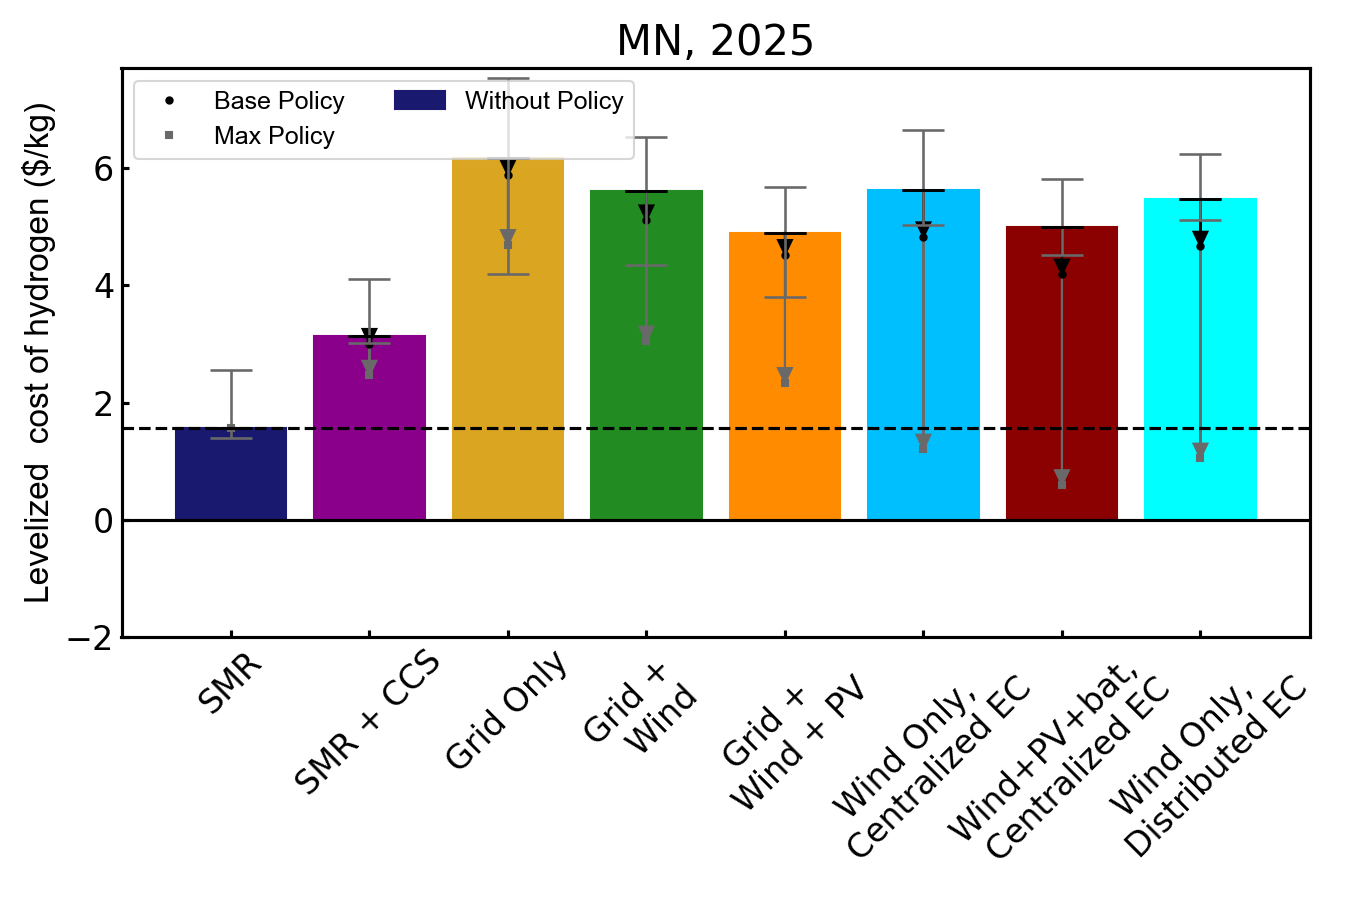 MN, 2025
Base Policy
Max Policy
Without Policy
Levelized cost of hydrogen ($/kg)
6
4
2
0
−2
SMR
SMR + CCS
Grid Only
Grid +
Wind
Grid +
Wind + PV
Wind Only,
Centralized EC
Wind+PV+bat,
Centralized EC
Wind Only,
Distributed EC